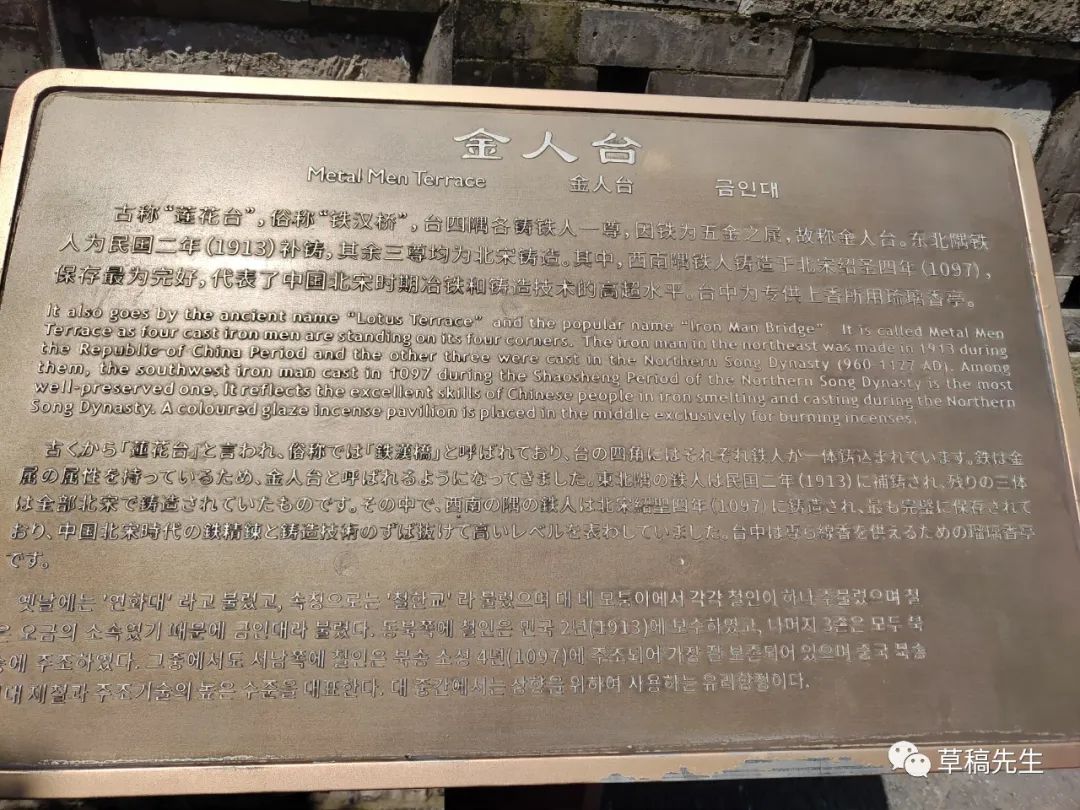 金人台
Metal Men Terrace 金人台 금인대
古称“莲花台”，俗称“铁汉桥”，台四隅各铸铁人一尊，因铁为五金之属，故称金人台。东北隅铁
人为民国二年(1913)补铸，其余三尊均为北宋铸造。其中，西南隅铁人铸造于北宋绍圣四年(1097)，
保存最为完好，代表了中国北宋时期冶铁和铸造技术的高超水平。台中为专供上香所用琉璃香亭。
It also goes by the ancient name "Lotus Terrace" and the popular name "Iron Man Bridge". It is called Metal Men
Terrace as four cast iron men are standing on its four corners. The iron man in the northeast was made in 1913 during
the Republic of China Period and the other three were cast in the Northern Song Dynasty (960-1127 AD). Among
them, the southwest iron man cast in 1097 during the Shaosheng Period of the Northern Song Dynasty is the most
well-preserved one. It reflects the excellent skills of Chinese people in iron smelting and casting during the Northern
Song Dynasty. A coloured glaze incense pavilion is placed in the middle exclusively for burning incenses.
古くから「蓮花台」と言われ、俗称では「鉄漢橋」と呼ばれており、台の四角にはそれぞれ鉄人が一体鋳込まれています。鉄は金
属の属性を持っているため、金人台と呼ばれるようになってきました。東北隅の鉄人は民国二年(1913)に補鋳され、残りの三体
は全部北宋で鋳造されていたものです。その中で、西南の隅の鉄人は北宋紹聖四年(1097)に鋳造され、最も完璧に保存されて
おり、中国北宋時代の鉄精錬と鋳造技術のずば抜けて高いレベルを表わしていました。台中は専ら線香を供えるための瑠璃香亭
です。
옛날에는 '연화대' 라고 불렀고, 속칭으로는 '철한교' 라 불렀으며 대 네 모퉁이에서 각각 철인이 하나 주불렀으며 철
은 오금의 소속였기 때문에 금인대라 불렀다. 동북쪽에 철인은 민국 2년(1913)에 보수하였고, 나머지 3존은 모두 북
송에 주조하였다. 그중에서도 서남쪽에 철인은 북송 소성 4년(1097)에 주조되어 가장 잘 보존되어 있으며 중국 북송
대 제철과 주조기술의 높은 수준을 대표한다. 대 중간에서는 상향을 위하여 사용하는 유리향정이다.
草稿先生